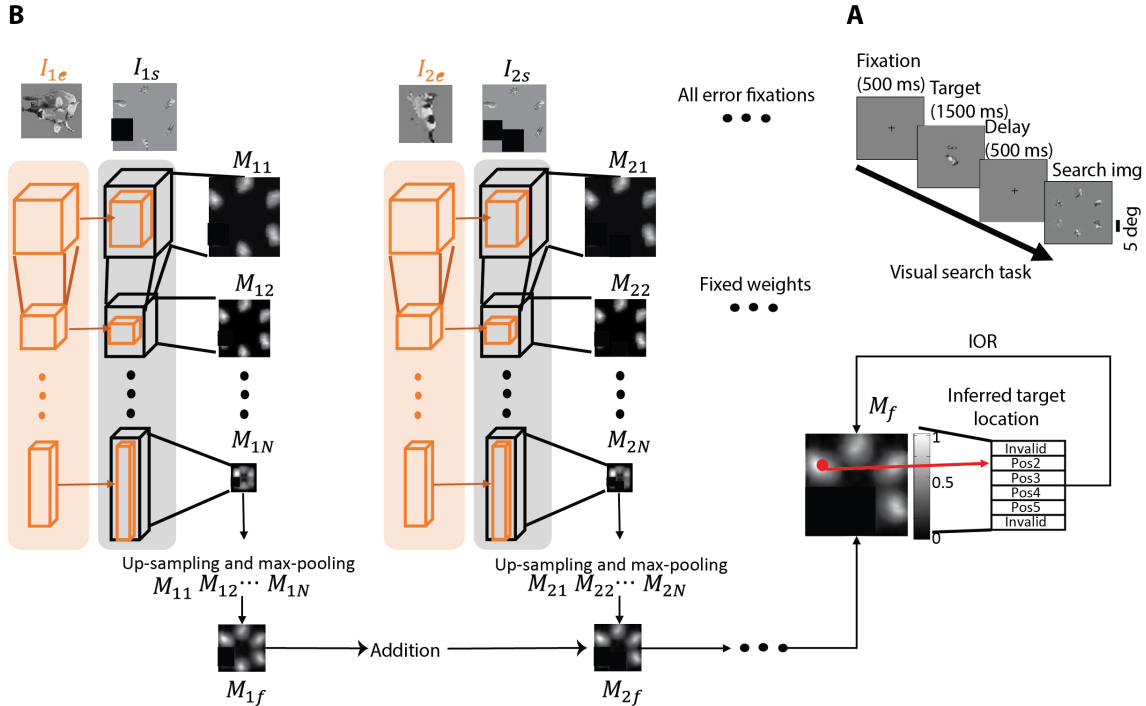 B
A
I1e
I1s
I2e
I2s
All error fixations
Fixation
(500 ms)
Target
(1500 ms)
Delay
(500 ms)
Search img
5 deg
Visual search task
M11
M21
M12
M22
Fixed weights
IOR
Mf
Inferred target
location
1
0.5
0
Invalid
Pos2
Pos3
Pos4
Pos5
Invalid
M1N
M2N
Up-sampling and max-pooling
M11 M12 ⋯ M1N
Up-sampling and max-pooling
M21 M22 ⋯ M2N
Addition
M1f
M2f